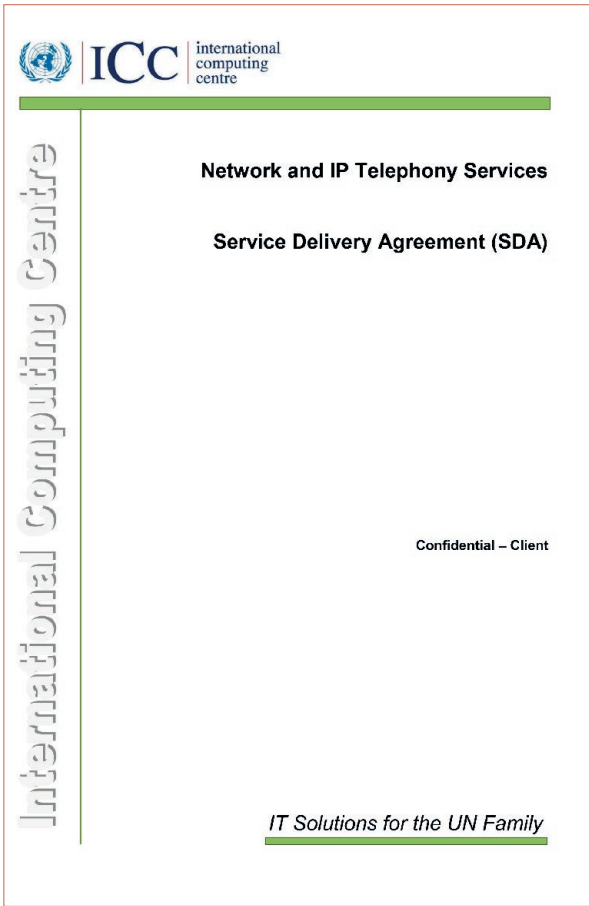 ICC
international
computing
centre
Network and IP Telephony Services
Service Delivery Agreement (SDA)
International Computing Centre
Confidential – Client
IT Solutions for the UN Family